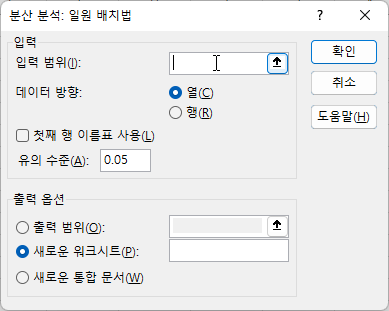 분산 분석: 일원 배치법
입력
입력 범위(I):
데이터 방향:
열(C)
행(R)
첫째 행 이름표 사용(L)
유의 수준(A): 0.05
출력 옵션
출력 범위(O):
새로운 워크시트(P):
새로운 통합 문서(W)
확인
취소
도움말(H)